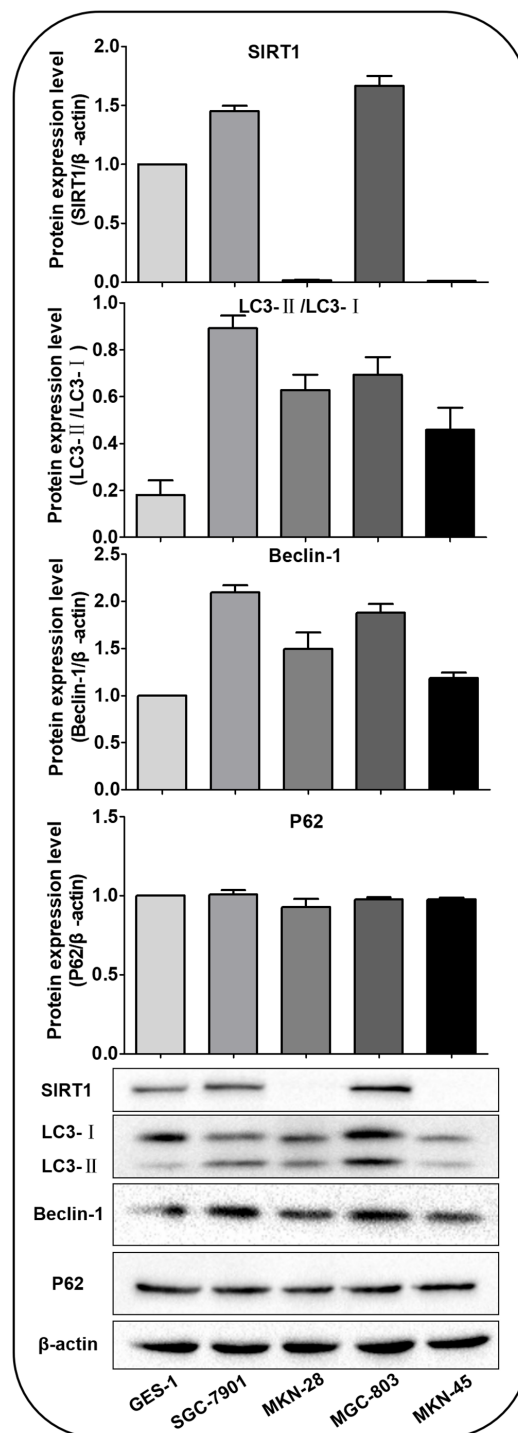 SIRT1
Protein expression level
(SIRT1/β -actin)
2.0
1.5
1.0
0.5
0.0
LC3-Ⅱ/LC3-Ⅰ
Protein expression level
(LC3-Ⅱ/LC3-Ⅰ)
1.0
0.8
0.6
0.4
0.2
0.0
Beclin-1
Protein expression level
(Beclin-1/β -actin)
2.5
2.0
1.5
1.0
0.5
0.0
P62
Protein expression level
(P62/β -actin)
1.5
1.0
0.5
0.0
SIRT1
LC3-Ⅰ
LC3-Ⅱ
Beclin-1
P62
β-actin
GES-1
SGC-7901
MKN-28
MGC-803
MKN-45